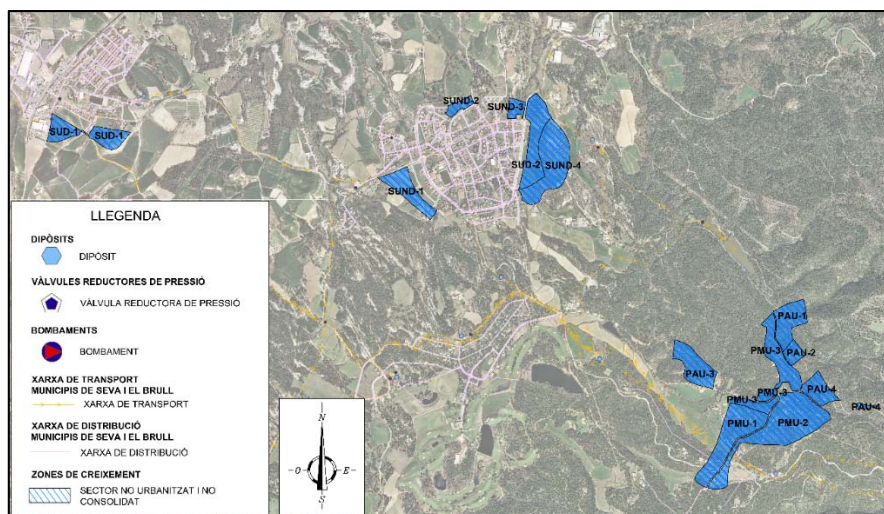 SUND-2
SUND-3
SUD-1
SUD-1
SUD-2
SUND-4
SUND-1
LLEGENDA
DIPÒSITS
DIPÒSIT
VÀLVULES REDUCTORES DE PRESSIÓ
VÀLVULA REDUCTORA DE PRESSIÓ
BOMBAMENTS
BOMBAMENT
XARXA DE TRANSPORT
MUNICIPIS DE SEVA I EL BRULL
XARXA DE TRANSPORT
XARXA DE DISTRIBUCIÓ
MUNICIPIS DE SEVA I EL BRULL
XARXA DE DISTRIBUCIÓ
ZONES DE CREIXEMENT
SECTOR NO URBANITZAT I NO
CONSOLIDAT
N
O
E
S
PAU-1
PMU-3
PAU-2
PAU-3
PMU-3
PAU-4
PMU-3
PAU-4
PMU-1
PMU-2